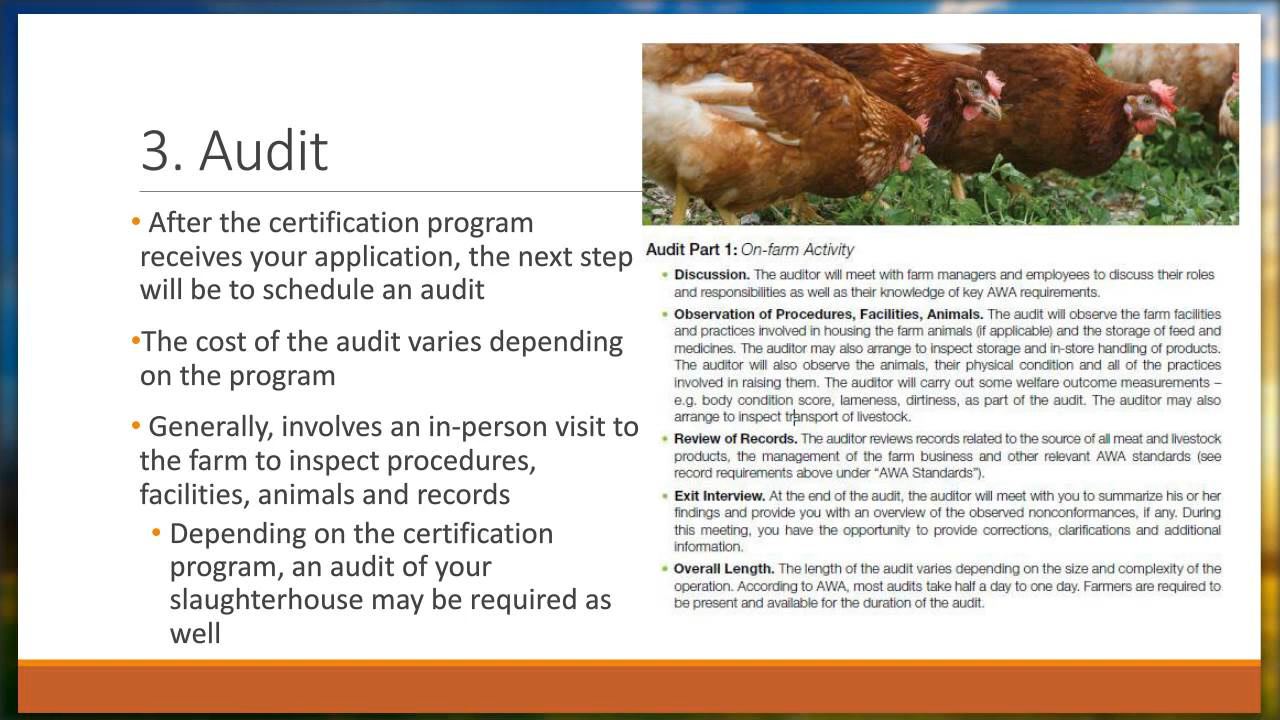 3. Audit
• After the certification program
receives your application, the next step
will be to schedule an audit
•The cost of the audit varies depending
on the program
• Generally, involves an in-person visit to
the farm to inspect procedures,
facilities, animals and records
• Depending on the certification
program, an audit of your
slaughterhouse may be required as
well
Audit Part 1: On-farm Activity
• Discussion. The auditor will meet with farm managers and employees to discuss their roles
and responsibilities as well as their knowledge of key AWA requirements.
• Observation of Procedures, Facilities, Animals. The audit will observe the farm facilities
and practices involved in housing the farm animals (if applicable) and the storage of feed and
medicines. The auditor may also arrange to inspect storage and in-store handling of products.
The auditor will also observe the animals, their physical condition and all of the practices
involved in raising them. The auditor will carry out some welfare outcome measurements –
e.g. body condition score, lameness, dirtiness, as part of the audit. The auditor may also
arrange to inspect transport of livestock.
• Review of Records. The auditor reviews records related to the source of all meat and livestock
products, the management of the farm business and other relevant AWA standards (see
record requirements above under “AWA Standards”).
• Exit Interview. At the end of the audit, the auditor will meet with you to summarize his or her
findings and provide you with an overview of the observed nonconformances, if any. During
this meeting, you have the opportunity to provide corrections, clarifications and additional
information.
• Overall Length. The length of the audit varies depending on the size and complexity of the
operation. According to AWA, most audits take half a day to one day. Farmers are required to
be present and available for the duration of the audit.